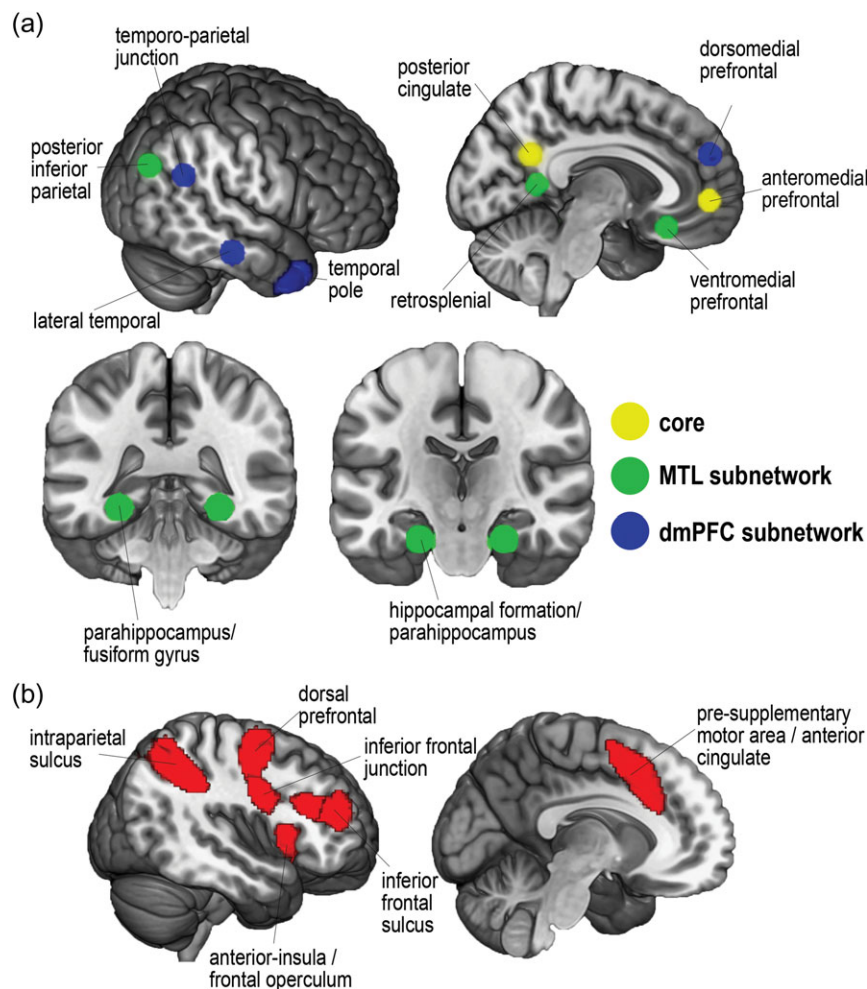 (a)
temporo-parietal
junction
posterior
inferior
parietal
lateral temporal
temporal
pole
posterior
cingulate
dorsomedial
prefrontal
anteromedial
prefrontal
retrosplenial
ventromedial
prefrontal
core
MTL subnetwork
dmPFC subnetwork
parahippocampus/
fusiform gyrus
hippocampal formation/
parahippocampus
(b)
intraparietal
sulcus
dorsal
prefrontal
inferior frontal
junction
inferior
frontal
sulcus
anterior-insula /
frontal operculum
pre-supplementary
motor area / anterior
cingulate